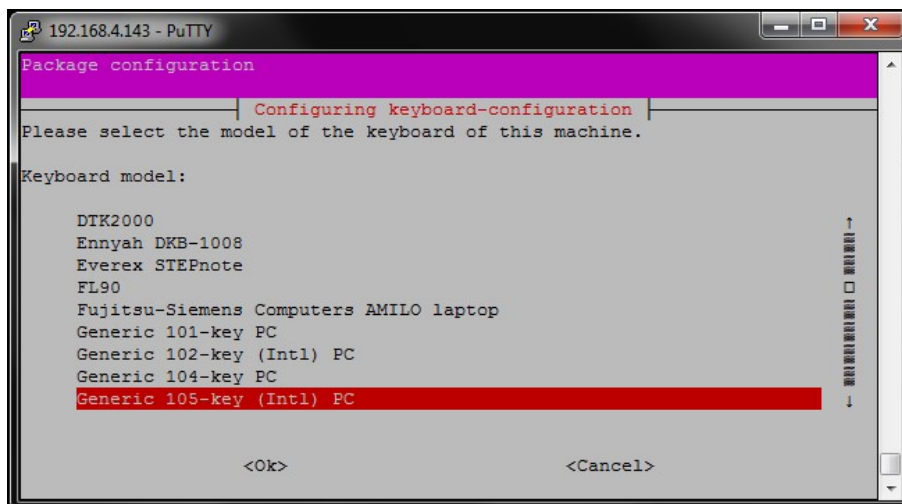 192.168.4.143 - PuTTY
Package configuration
Configuring keyboard-configuration
Please select the model of the keyboard of this machine.
Keyboard model:
DTK2000
Ennyah DKB-1008
Everex STEPnote
FL90
Fujitsu-Siemens Computers AMILO laptop
Generic 101-key PC
Generic 102-key (Intl) PC
Generic 104-key PC
Generic 105-key (Intl) PC
<Ok> <Cancel>